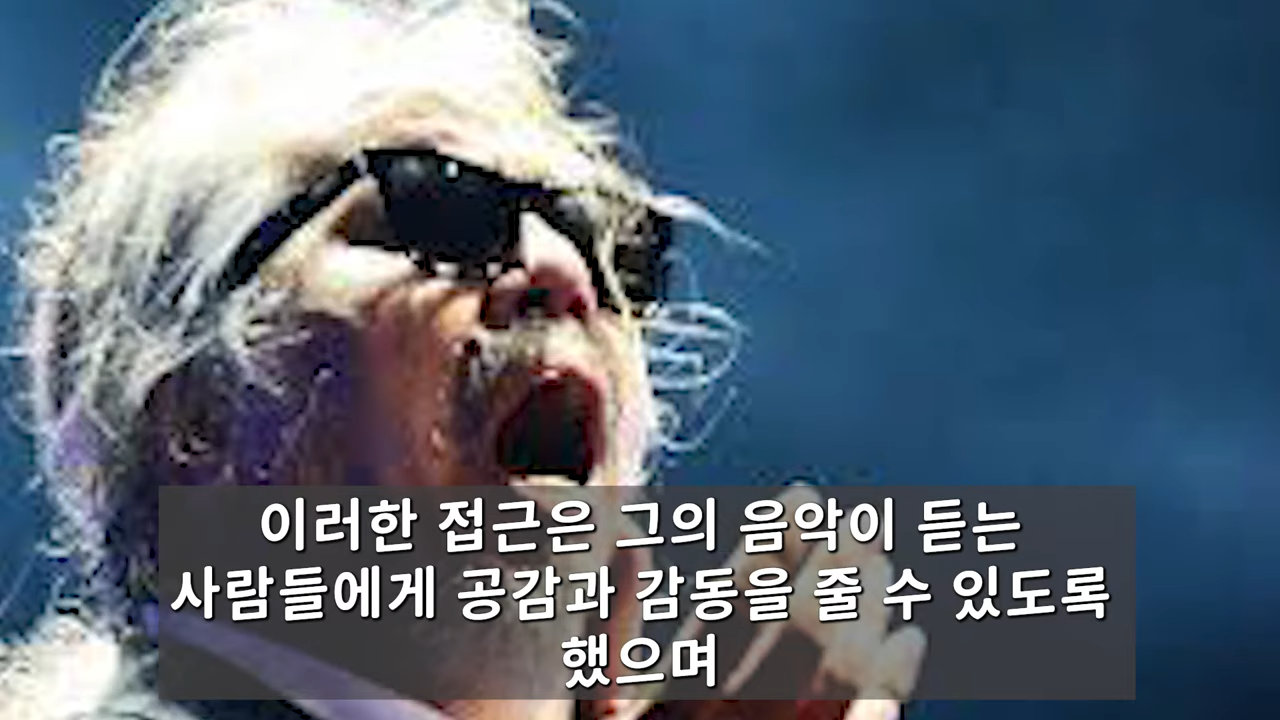 이러한 접근은 그의 음악이 듣는
사람들에게 공감과 감동을 줄 수 있도록
했으며